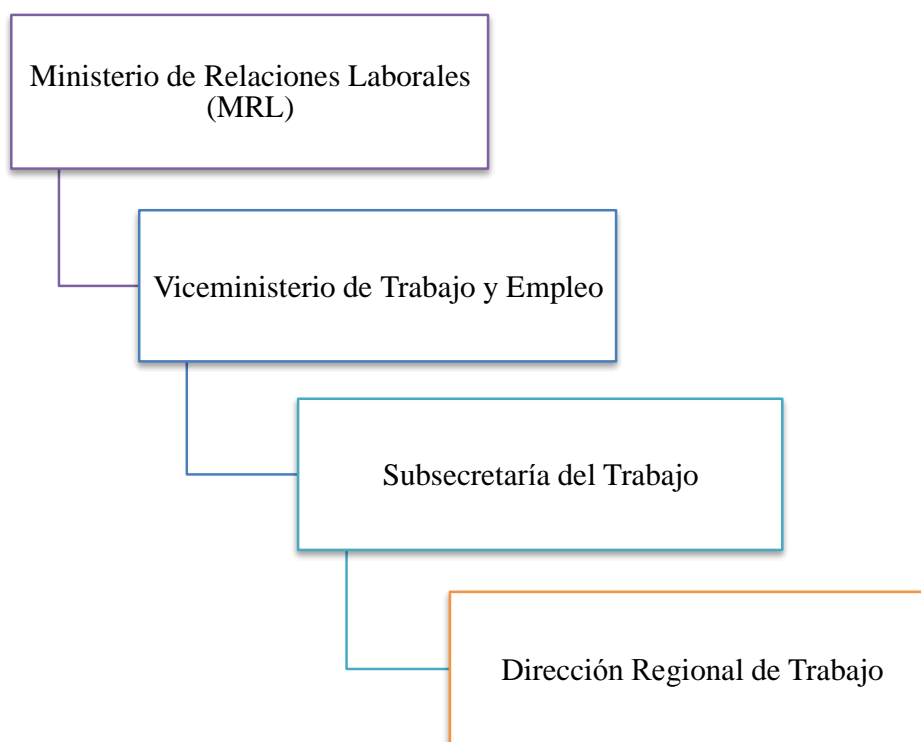 Ministerio de Relaciones Laborales
(MRL)
Viceministerio de Trabajo y Empleo
Subsecretaría del Trabajo
Dirección Regional de Trabajo